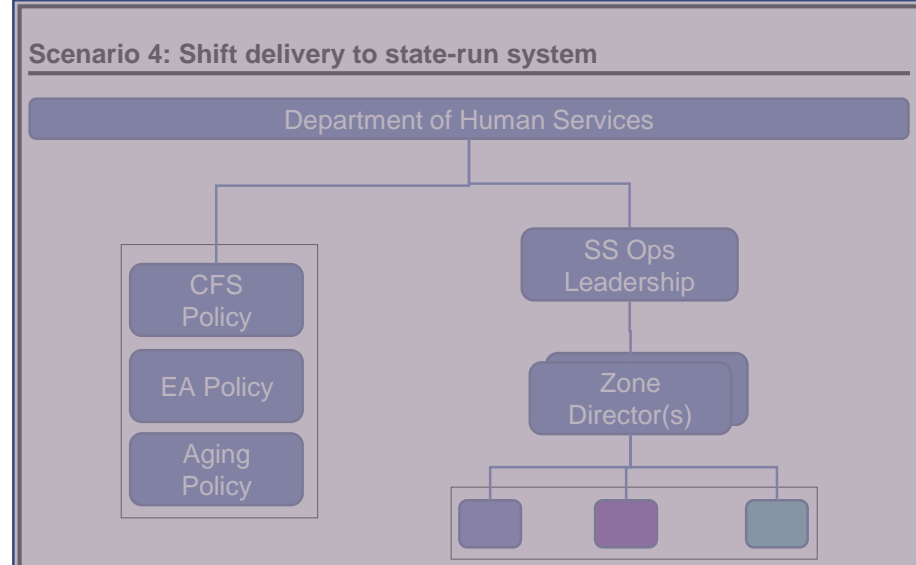 Scenario 4: Shift delivery to state-run system
Department of Human Services
SS Ops
Leadership
CFS
Policy
EA Policy
Zone
Director(s)
Aging
Policy